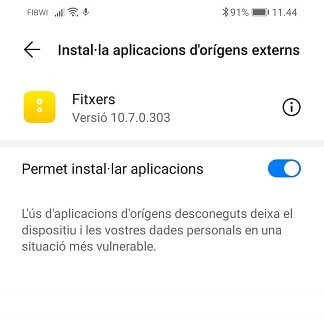 FIBWI 91% 11.44
Instal·la aplicacions d'orígens externs
Fitxers
Versió 10.7.0.303
Permet instal·lar aplicacions
L'ús d'aplicacions d'orígens desconeguts deixa el
dispositiu i les vostres dades personals en una
situació més vulnerable.